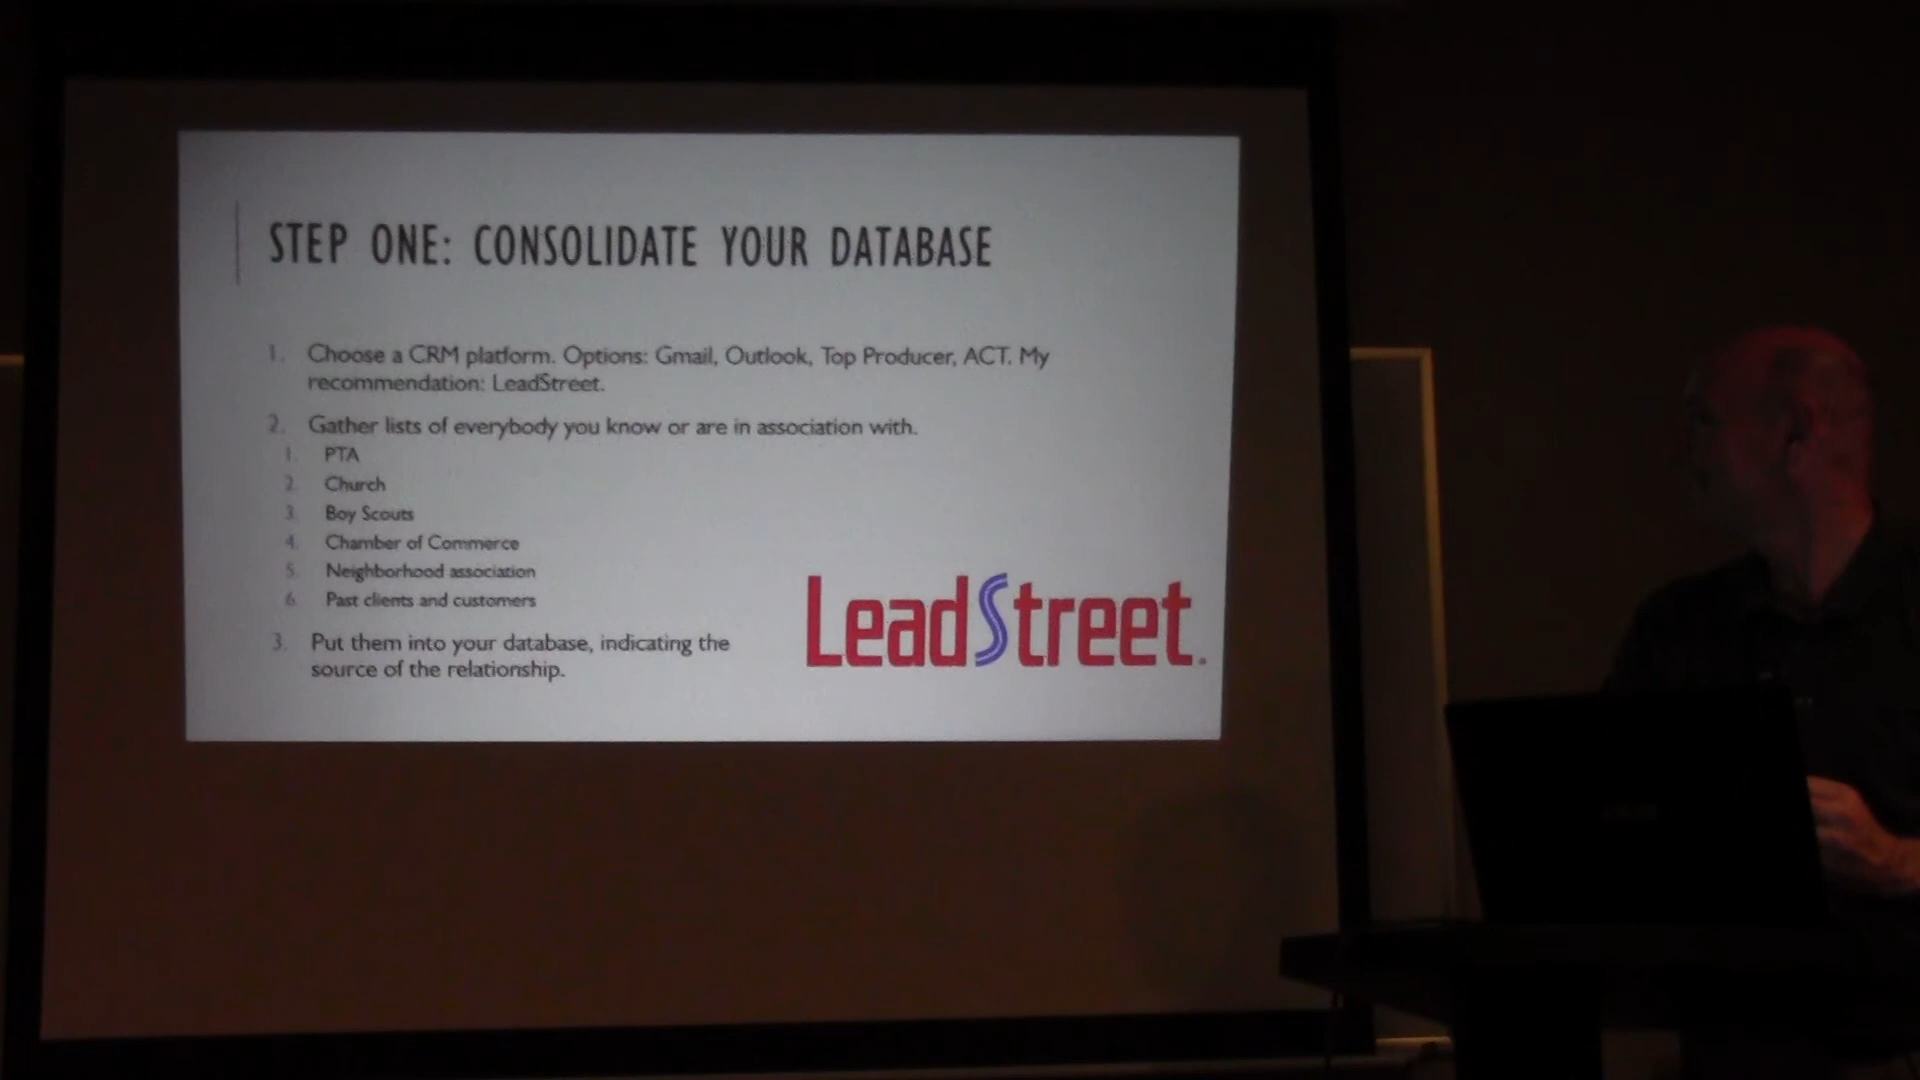 STEP ONE: CONSOLIDATE YOUR DATABASE
1. Choose a CRM platform. Options: Gmail, Outlook, Top Producer, ACT. My
recommendation: LeadStreet.
2. Gather lists of everybody you know or are in association with.
1. PTA
2. Church
3. Boy Scouts
4. Chamber of Commerce
5. Neighborhood association
6. Past clients and customers
3. Put them into your database, indicating the
source of the relationship.
LeadStreet.